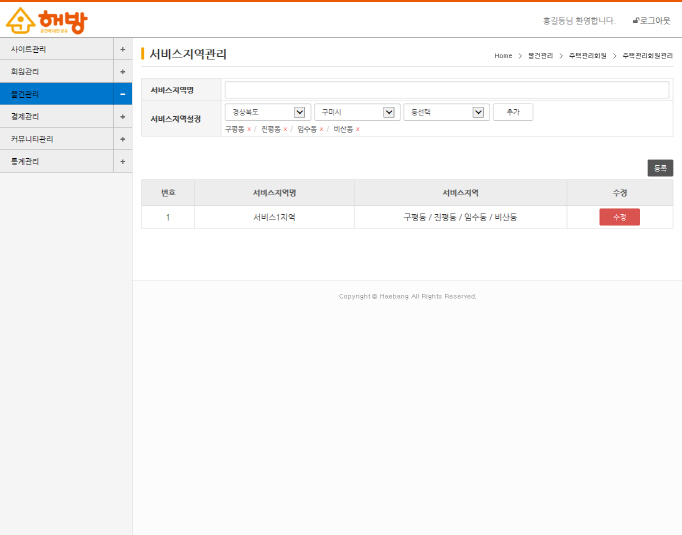 해방
홍길동님 환영합니다.
로그아웃
사이트관리 +
회원관리 +
물건관리 −
결제관리 +
커뮤니티관리 +
통계관리 +
서비스지역관리
Home > 물건관리 > 주택관리회원 > 주택관리회원관리
서비스지역명
서비스지역설정
경상북도 구미시 동선택 추가
구평동 x / 진평동 x / 임수동 x / 비산동 x
등록
번호 서비스지역명 서비스지역 수정
1 서비스1지역 구평동 / 진평동 / 임수동 / 비산동 수정
Copyright © Haebang All Rights Reserved.